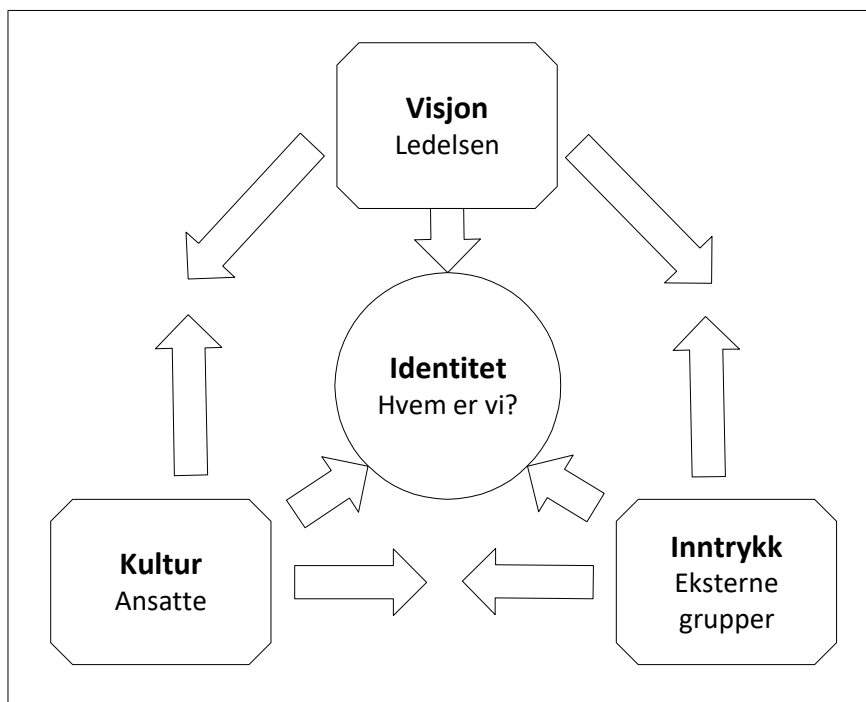 Visjon
Ledelsen
Identitet
Hvem er vi?
Kultur
Ansatte
Inntrykk
Eksterne
grupper